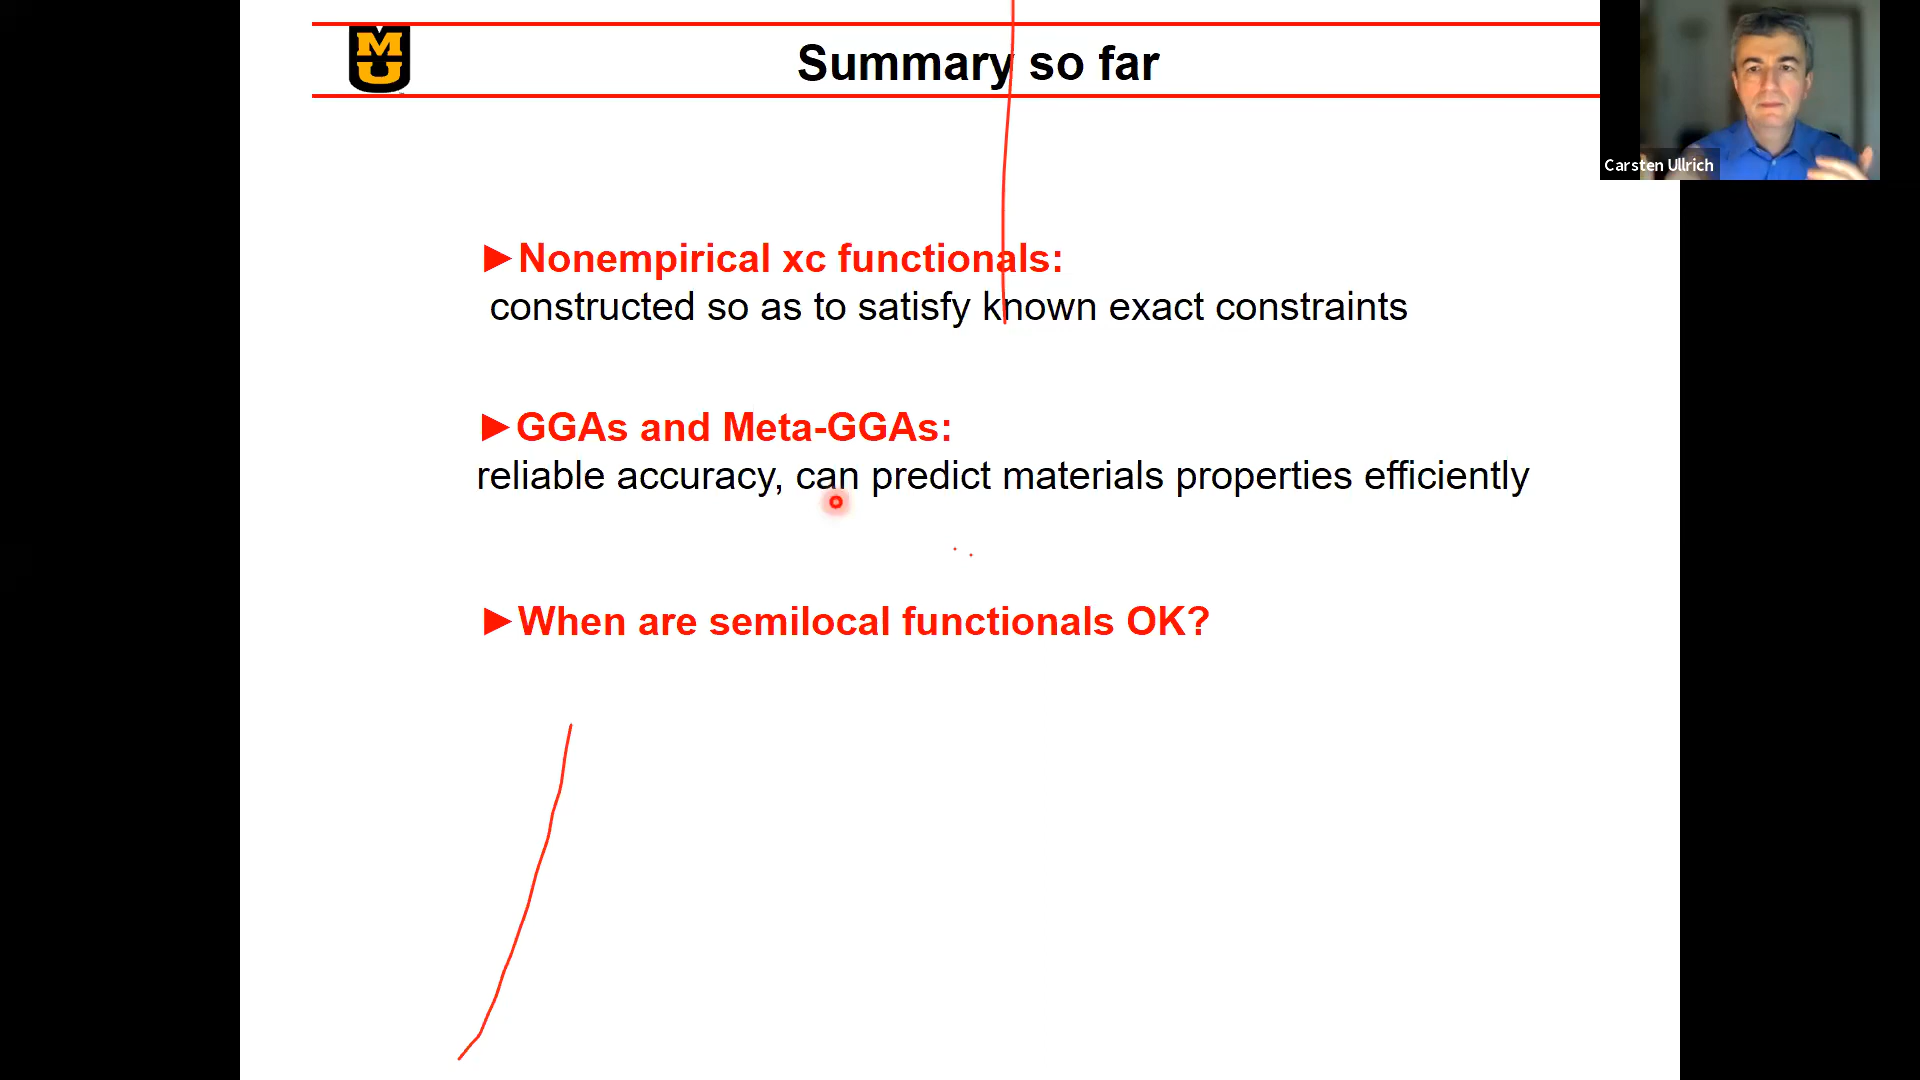 MU
Summary so far
Carsten Ullrich
►Nonempirical xc functionals:
constructed so as to satisfy known exact constraints
►GGAs and Meta-GGAs:
reliable accuracy, can predict materials properties efficiently
►When are semilocal functionals OK?